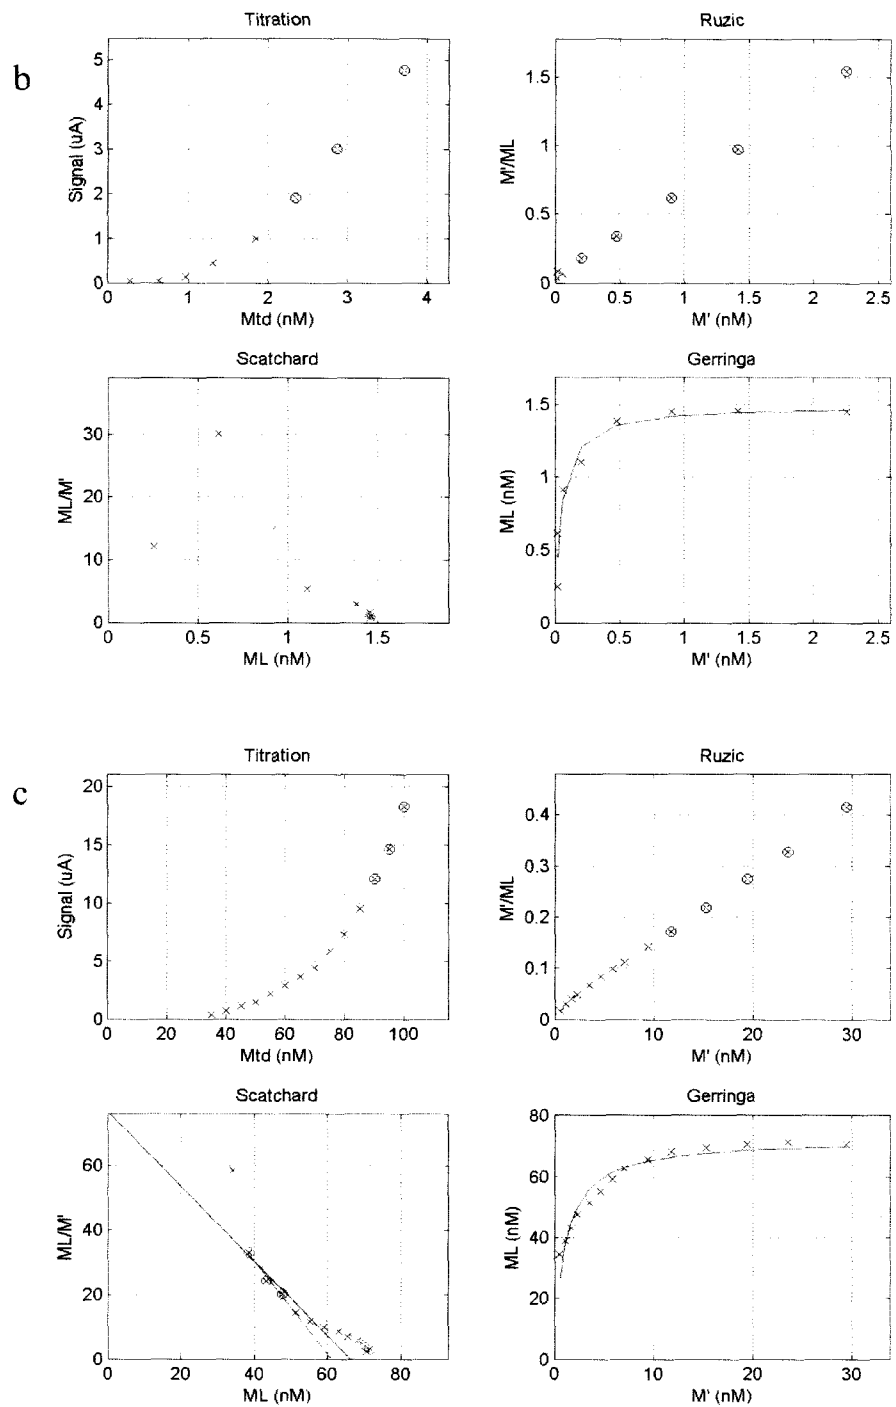 b
Titration
Signal (uA)
5
4
3
2
1
0
0 1 2 3 4
Mtd (nM)
Ruzic
M'/ML
1.5
1
0.5
0
0 0.5 1 1.5 2 2.5
M' (nM)
Scatchard
ML/M'
30
20
10
0
0 0.5 1 1.5
ML (nM)
Gerringa
ML (nM)
1.5
1
0.5
0
0 0.5 1 1.5 2 2.5
M' (nM)
c
Titration
Signal (uA)
20
15
10
5
0
0 20 40 60 80 100
Mtd (nM)
Ruzic
M'/ML
0.4
0.3
0.2
0.1
0
0 10 20 30
M' (nM)
Scatchard
ML/M'
60
40
20
0
0 20 40 60 80
ML (nM)
Gerringa
ML (nM)
80
60
40
20
0
0 10 20 30
M' (nM)